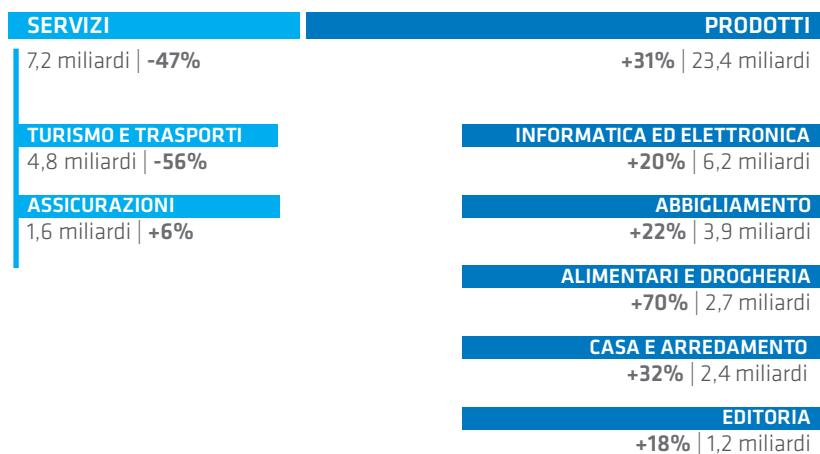 SERVIZI
7,2 miliardi | -47%
TURISMO E TRASPORTI
4,8 miliardi | -56%
ASSICURAZIONI
1,6 miliardi | +6%
PRODOTTI
+31% | 23,4 miliardi
INFORMATICA ED ELETTRONICA
+20% | 6,2 miliardi
ABBIGLIAMENTO
+22% | 3,9 miliardi
ALIMENTARI E DROGHERIA
+70% | 2,7 miliardi
CASA E ARREDAMENTO
+32% | 2,4 miliardi
EDITORIA
+18% | 1,2 miliardi